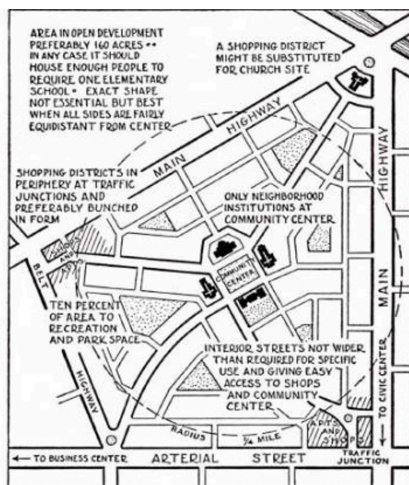 AREA IN OPEN DEVELOPMENT
PREFERABLY 160 ACRES ••
IN ANY CASE IT SHOULD
HOUSE ENOUGH PEOPLE TO
REQUIRE ONE ELEMENTARY
SCHOOL • EXACT SHAPE
NOT ESSENTIAL BUT BEST
WHEN ALL SIDES ARE FAIRLY
EQUIDISTANT FROM CENTER
A SHOPPING DISTRICT
MIGHT BE SUBSTITUTED
FOR CHURCH SITE
MAIN HIGHWAY
SHOPPING DISTRICTS IN
PERIPHERY AT TRAFFIC
JUNCTIONS AND
PREFERABLY BUNCHED
IN FORM
ONLY NEIGHBORHOOD
INSTITUTIONS AT
COMMUNITY CENTER
MAIN HIGHWAY
SHOPS
AND
BELT HIGHWAY
COMMUNITY
CENTER
TEN PERCENT
OF AREA TO
RECREATION
AND PARK SPACE
INTERIOR STREETS NOT WIDER
THAN REQUIRED FOR SPECIFIC
USE AND GIVING EASY
ACCESS TO SHOPS
AND COMMUNITY
CENTER
TO CIVIC CENTER
RADIUS ¼ MILE
APTS
AND
SHOPS
TO BUSINESS CENTER
ARTERIAL STREET
TRAFFIC
JUNCTION